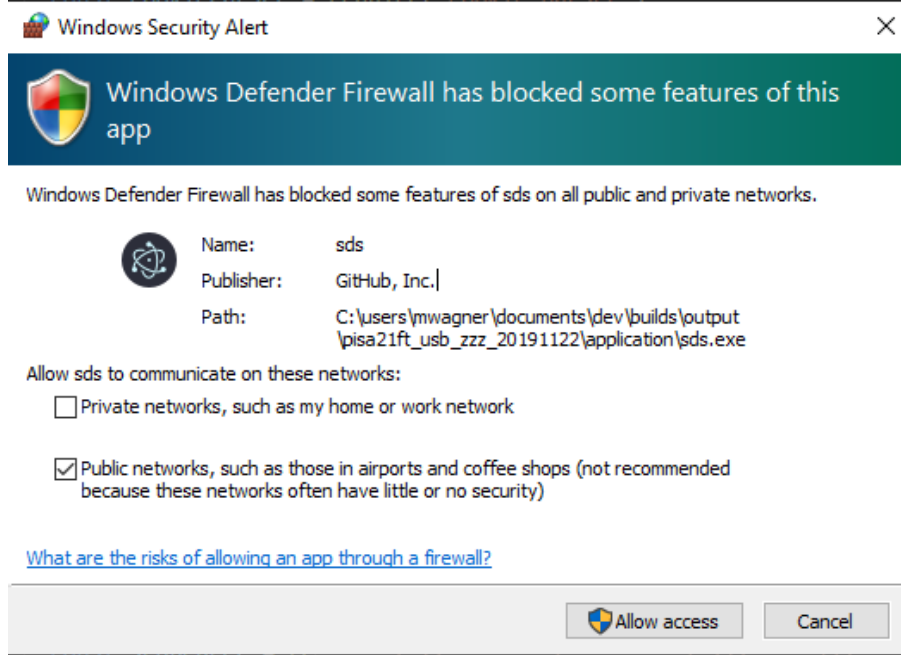 Windows Security Alert
Windows Defender Firewall has blocked some features of this
app
Windows Defender Firewall has blocked some features of sds on all public and private networks.
Name: sds
Publisher: GitHub, Inc.
Path: C:\users\mwagner\documents\dev\builds\output
\pisa21ft_usb_zzz_20191122\application\sds.exe
Allow sds to communicate on these networks:
Private networks, such as my home or work network
Public networks, such as those in airports and coffee shops (not recommended
because these networks often have little or no security)
What are the risks of allowing an app through a firewall?
Allow access Cancel